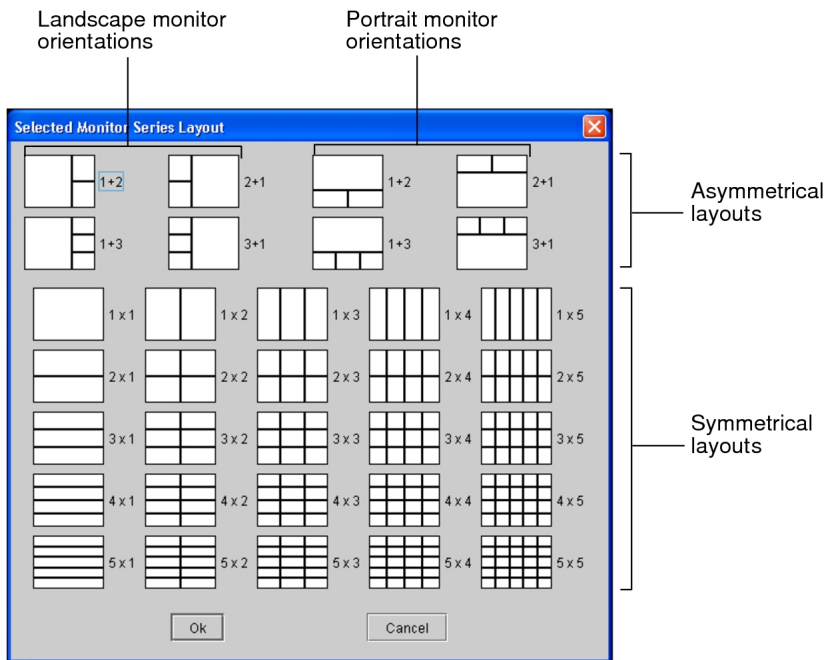 Landscape monitor
orientations
Portrait monitor
orientations
Selected Monitor Series Layout
1+2 2+1 1+2 2+1
1+3 3+1 1+3 3+1
Asymmetrical
layouts
1 x 1 1 x 2 1 x 3 1 x 4 1 x 5
2 x 1 2 x 2 2 x 3 2 x 4 2 x 5
3 x 1 3 x 2 3 x 3 3 x 4 3 x 5
4 x 1 4 x 2 4 x 3 4 x 4 4 x 5
5 x 1 5 x 2 5 x 3 5 x 4 5 x 5
Symmetrical
layouts
Ok Cancel